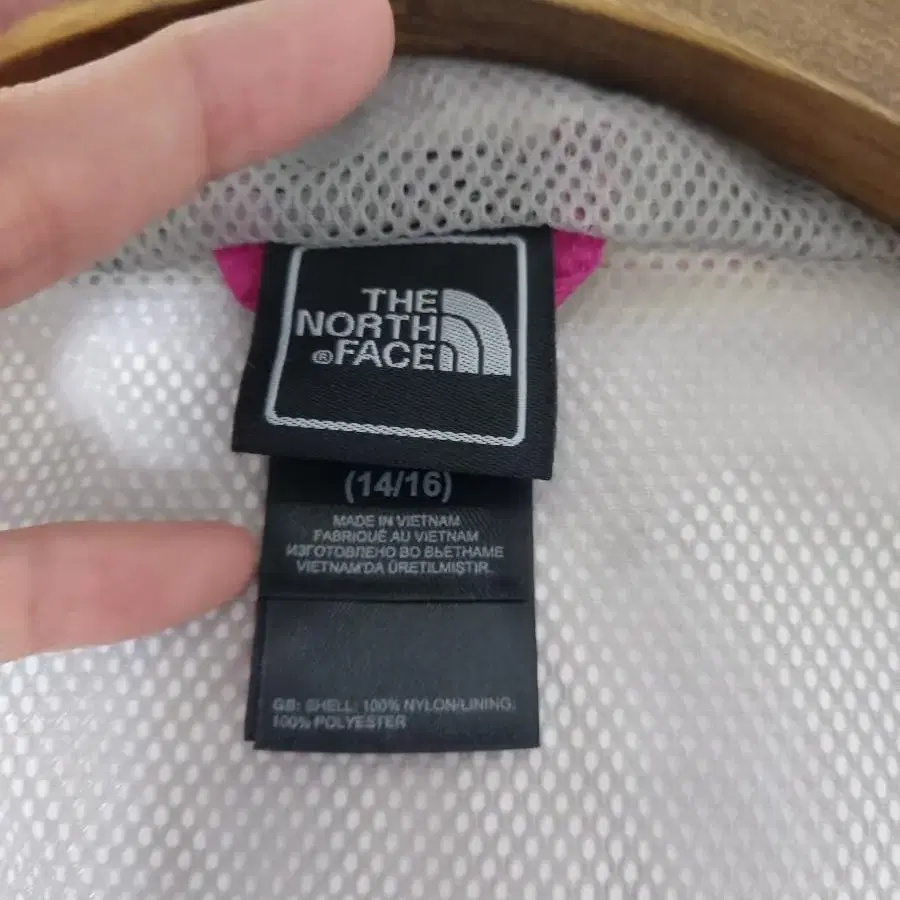 THE
NORTH
®FACE
(14/16)
MADE IN VIETNAM
FABRIQUÉ AU VIETNAM
ИЗГОТОВЛЕНО ВО ВЬЕТНАМЕ
VIETNAM'DA ÜRETILMIŞTIR.
GB: SHELL: 100% NYLON/LINING:
100% POLYESTER